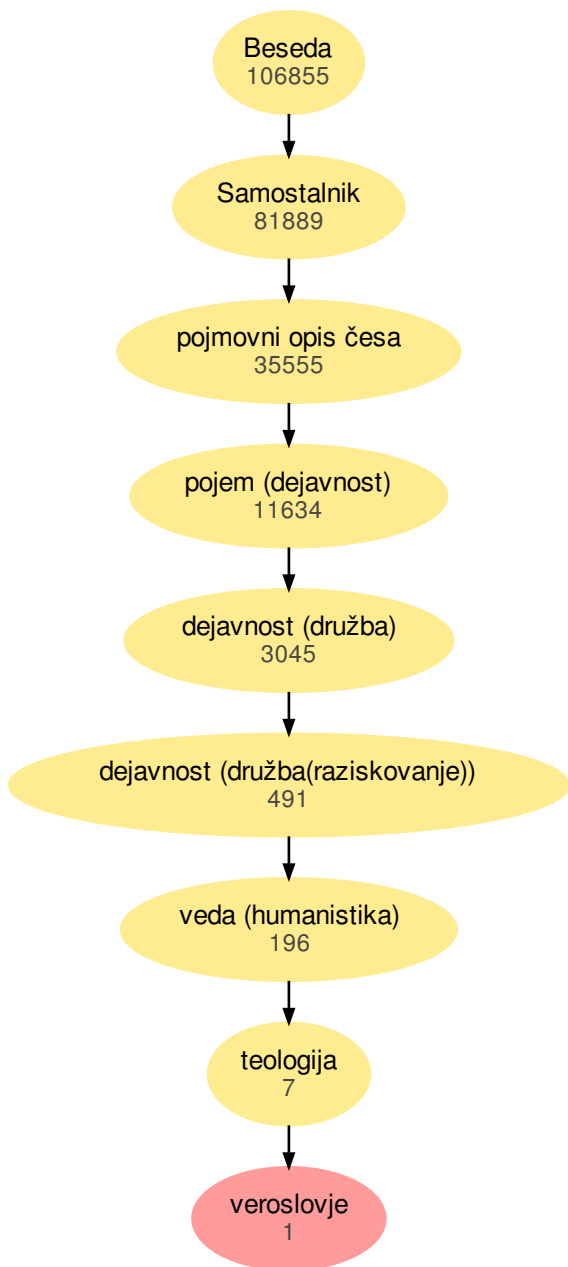 Beseda
106855
Samostalnik
81889
pojmovni opis česa
35555
pojem (dejavnost)
11634
dejavnost (družba)
3045
dejavnost (družba(raziskovanje))
491
veda (humanistika)
196
teologija
7
veroslovje
1